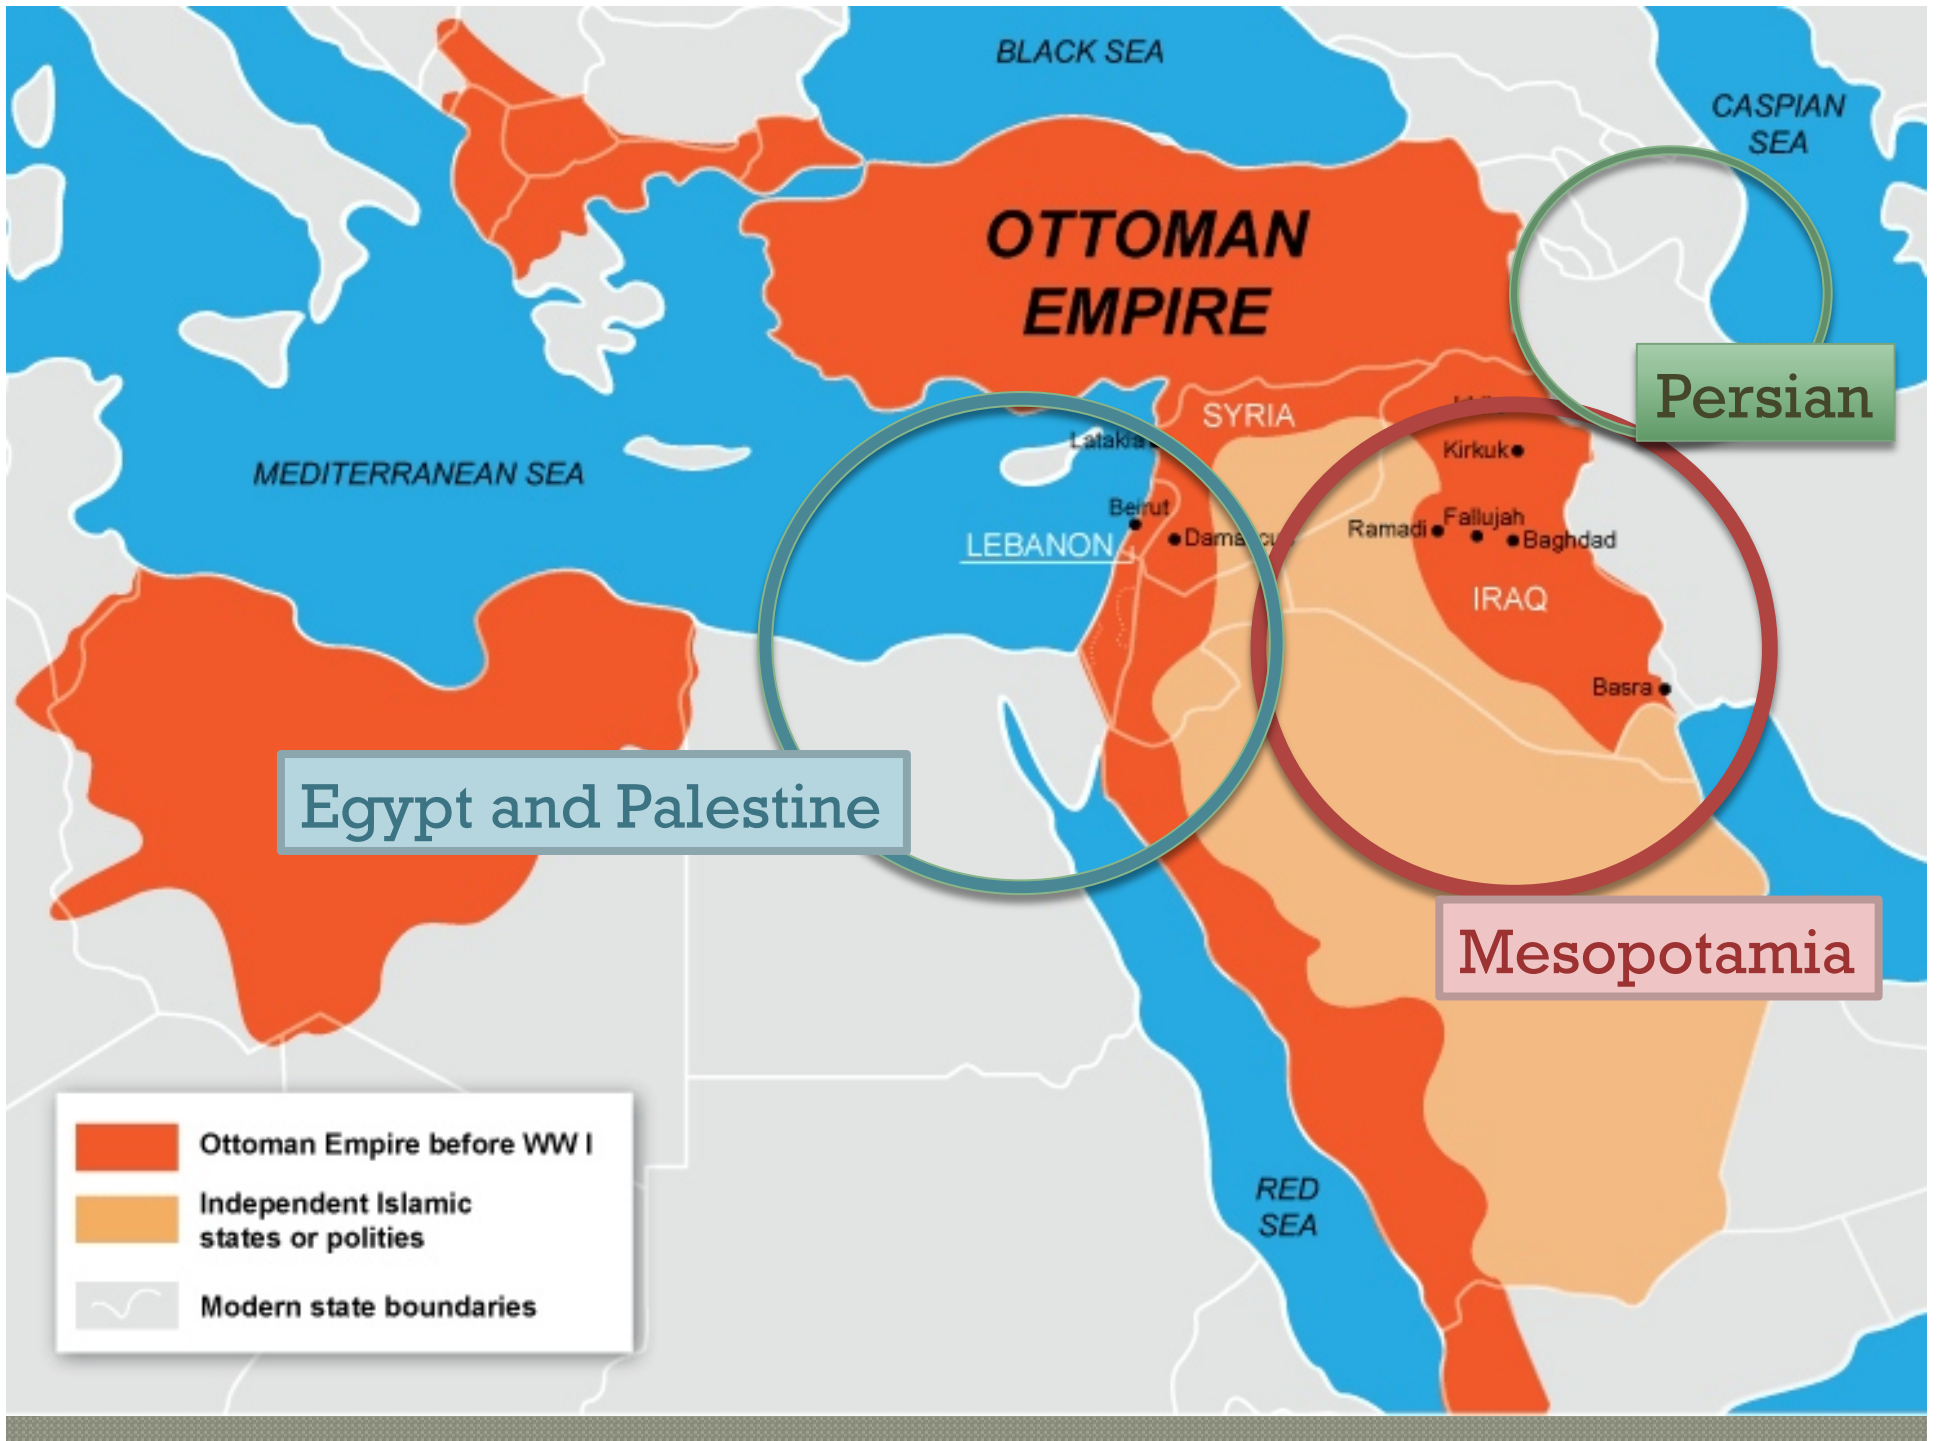 BLACK SEA
CASPIAN
SEA
OTTOMAN
EMPIRE
Persian
SYRIA
Latakia
Kirkuk
MEDITERRANEAN SEA
Beirut
LEBANON
Damascus
Ramadi
Fallujah
Baghdad
IRAQ
Basra
Egypt and Palestine
Mesopotamia
RED
SEA
Ottoman Empire before WW I
Independent Islamic
states or polities
Modern state boundaries